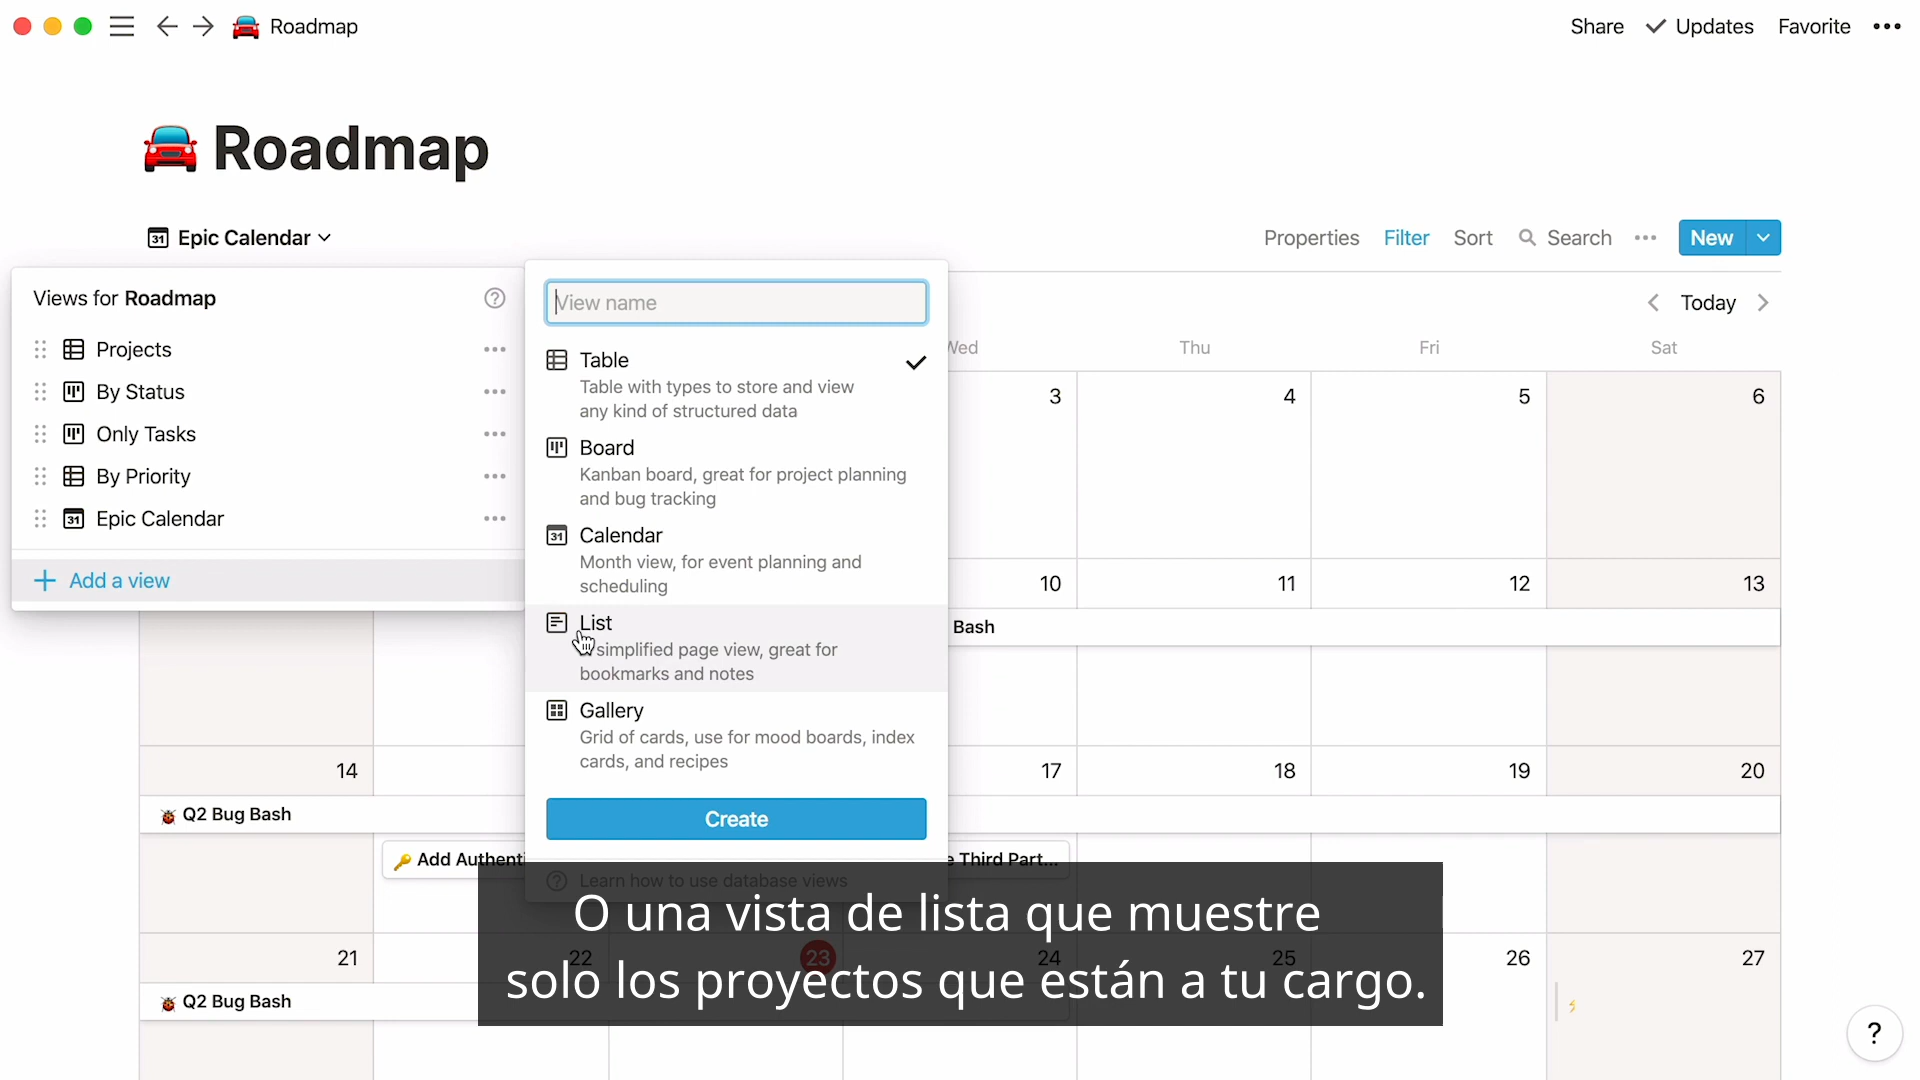 Roadmap
Share
Updates
Favorite
Roadmap
31 Epic Calendar
Properties
Filter
Sort
Search
New
Views for Roadmap
?
Projects
By Status
Only Tasks
By Priority
31 Epic Calendar
Add a view
View name
Table
Table with types to store and view
any kind of structured data
Board
Kanban board, great for project planning
and bug tracking
31 Calendar
Month view, for event planning and
scheduling
List
simplified page view, great for
bookmarks and notes
Gallery
Grid of cards, use for mood boards, index
cards, and recipes
Create
? Learn how to use database views
Today
Wed
Thu
Fri
Sat
3
4
5
6
10
11
12
13
Bash
14
17
18
19
20
Q2 Bug Bash
Add Authenti
e Third Part...
21
22
23
24
25
26
27
Q2 Bug Bash
O una vista de lista que muestre
solo los proyectos que están a tu cargo.
?